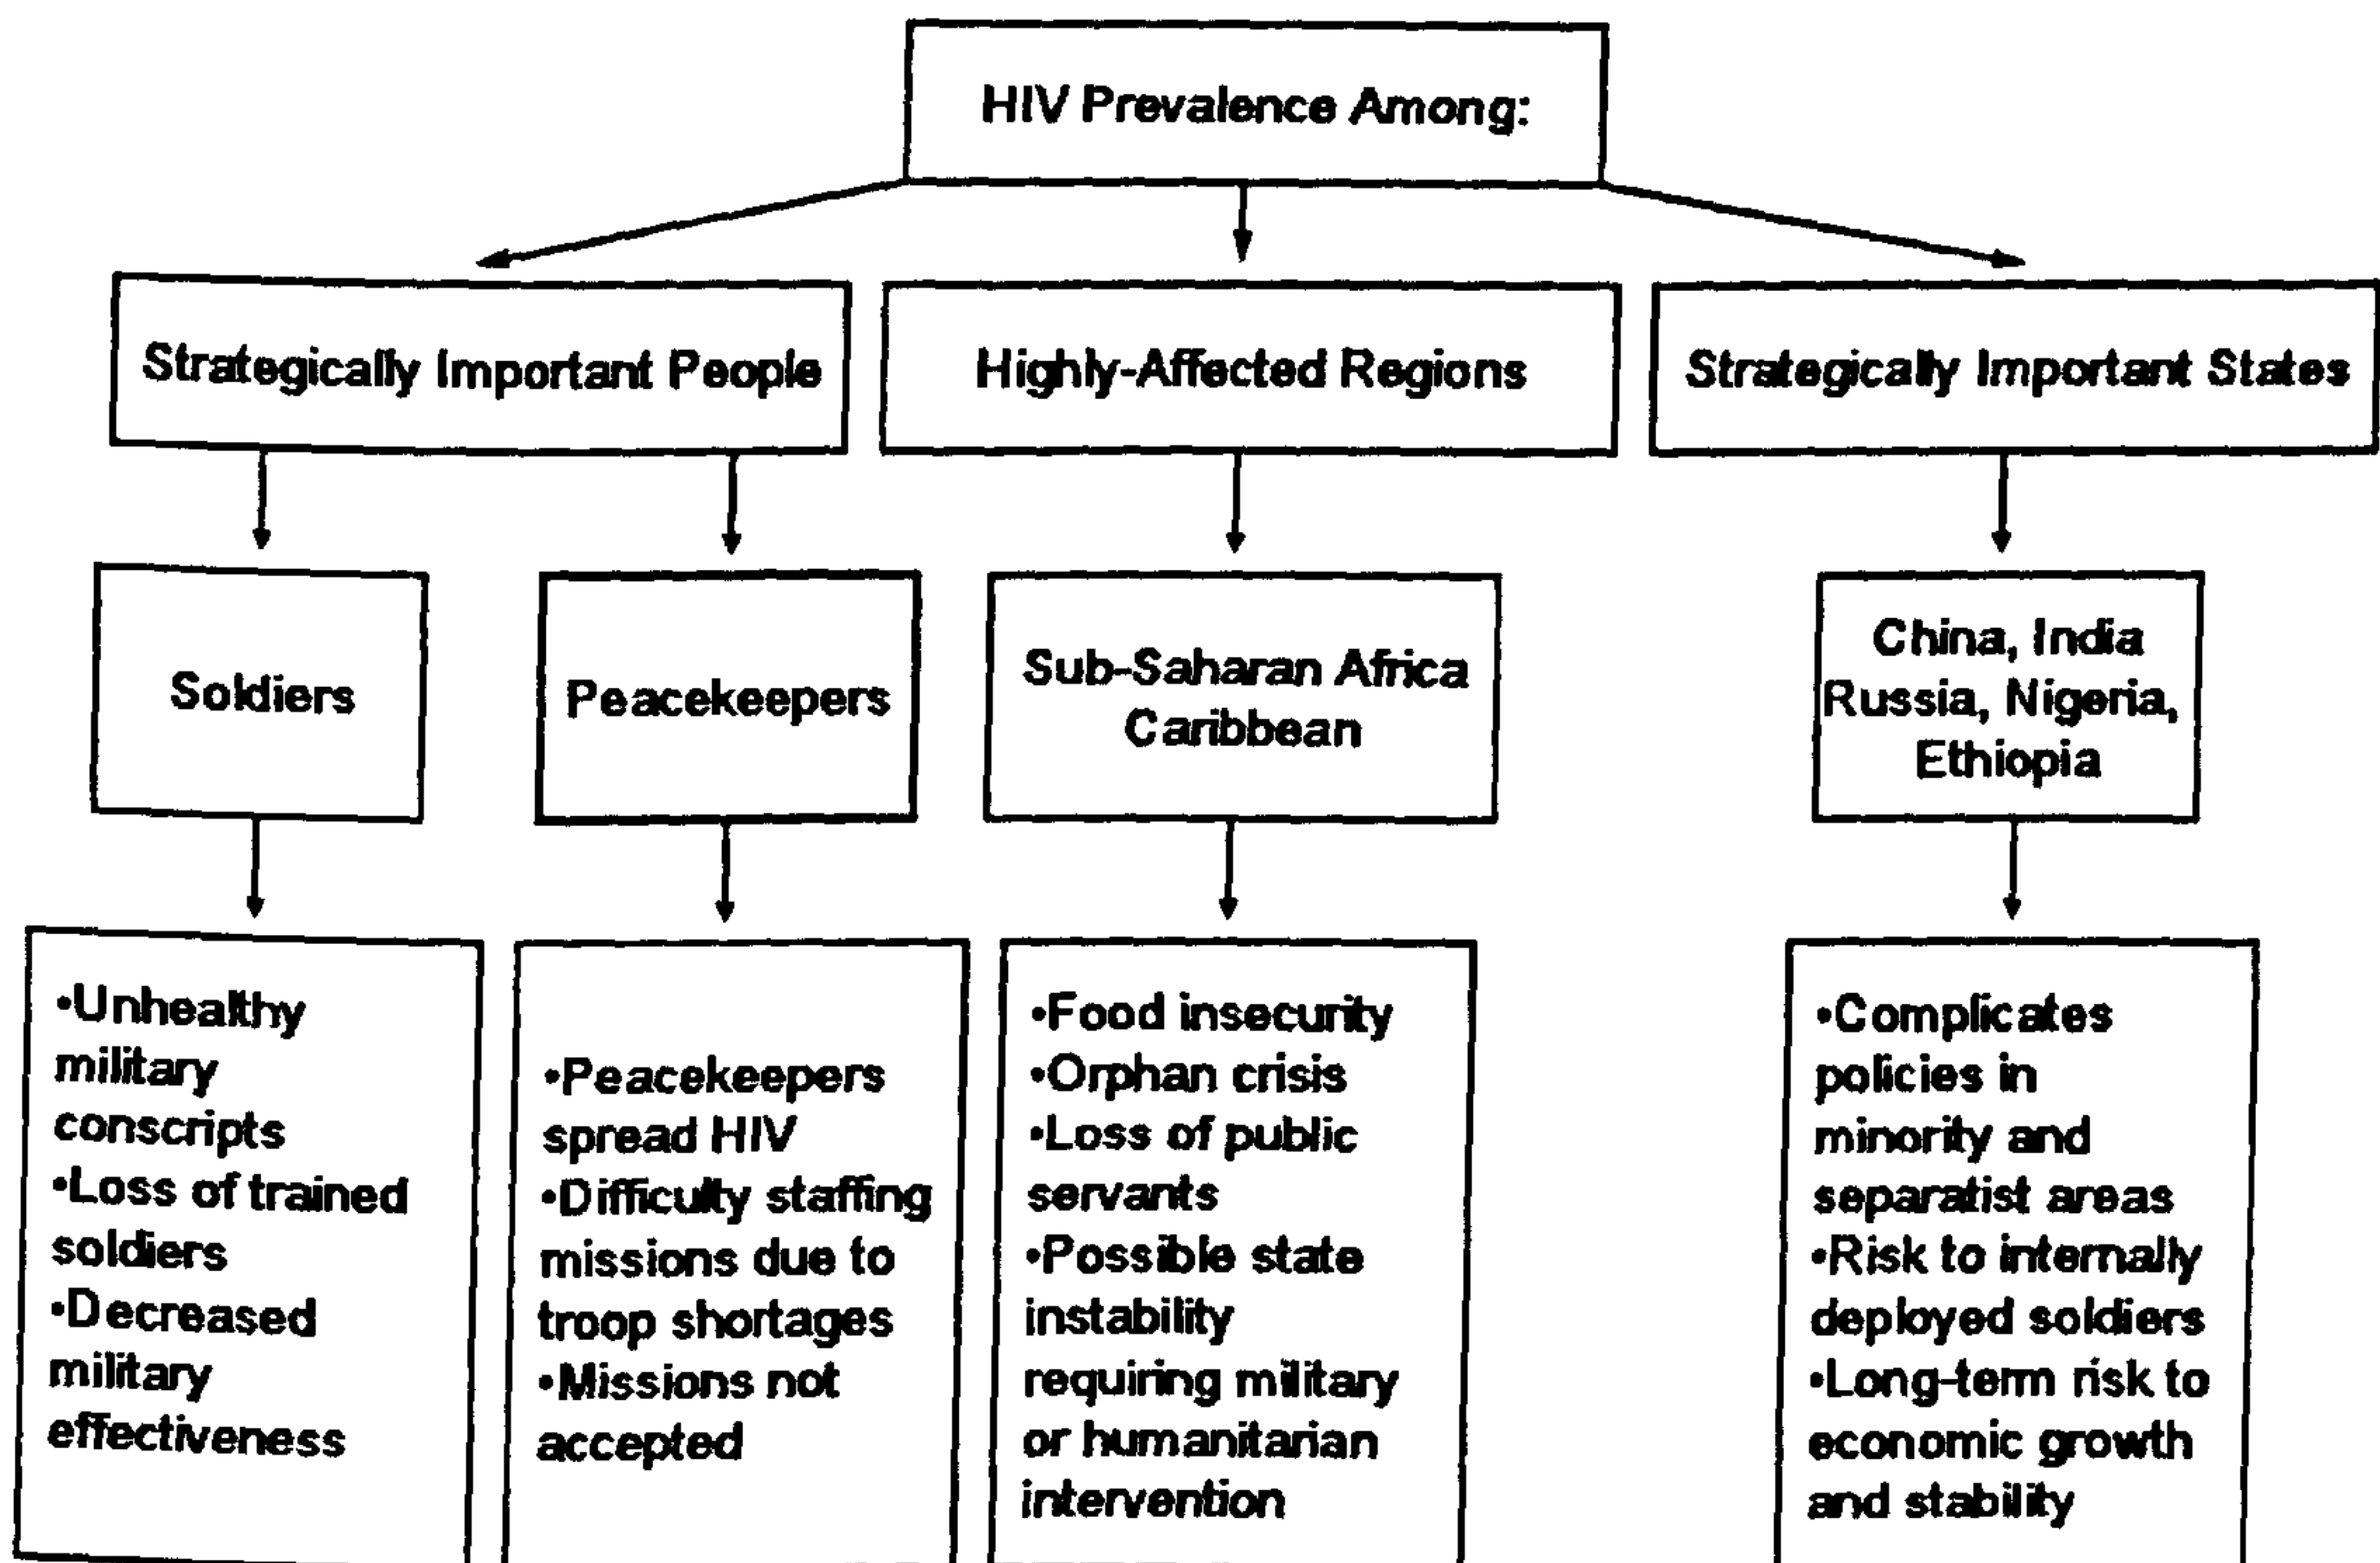 HIV Prevalence Among:
Strategically Important People
Highly-Affected Regions
Strategically Important States
Soldiers
Peacekeepers
Sub-Saharan Africa
Caribbean
China, India
Russia, Nigeria,
Ethiopia
•Unhealthy
military
conscripts
•Loss of trained
soldiers
•Decreased
military
effectiveness
•Peacekeepers
spread HIV
•Difficulty staffing
missions due to
troop shortages
•Missions not
accepted
•Food insecurity
•Orphan crisis
•Loss of public
servants
•Possible state
instability
requiring military
or humanitarian
intervention
•Complicates
policies in
minority and
separatist areas
•Risk to internally
deployed soldiers
•Long-term risk to
economic growth
and stability